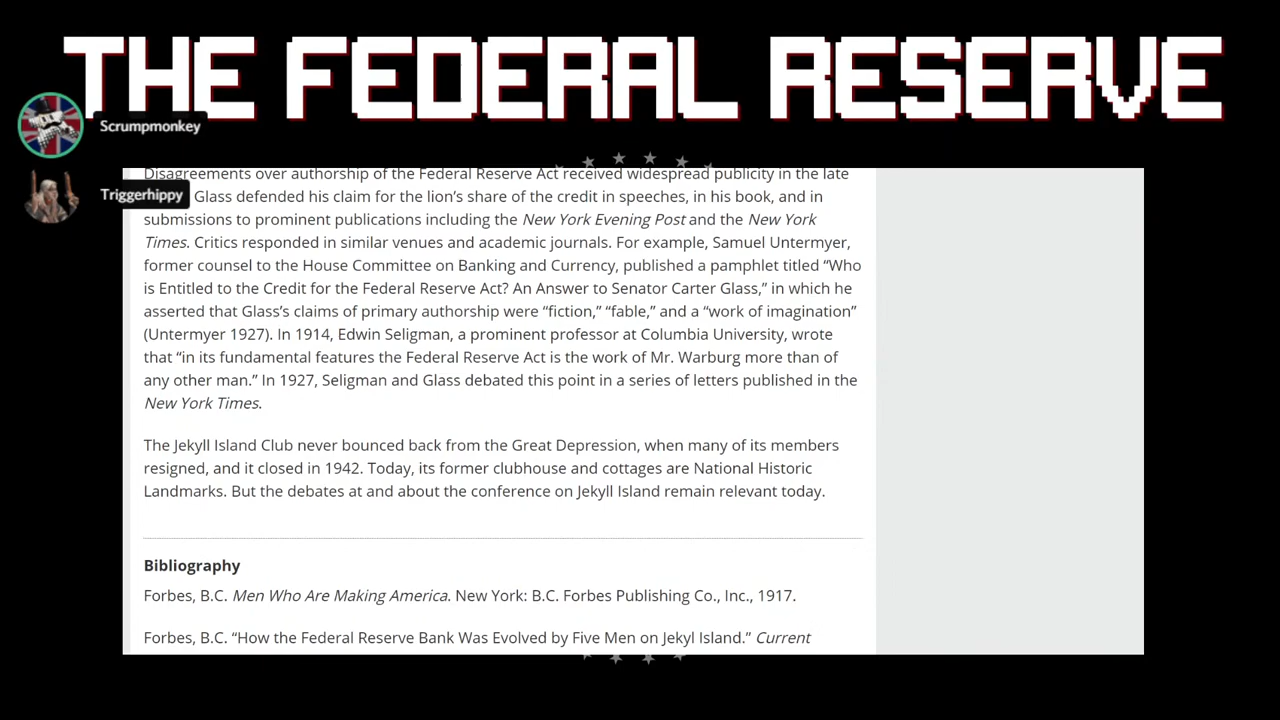 THE FEDERAL RESERVE
Scrumpmonkey
Triggerhippy
Disagreements over authorship of the Federal Reserve Act received widespread publicity in the late
Glass defended his claim for the lion's share of the credit in speeches, in his book, and in
submissions to prominent publications including the New York Evening Post and the New York
Times. Critics responded in similar venues and academic journals. For example, Samuel Untermyer,
former counsel to the House Committee on Banking and Currency, published a pamphlet titled “Who
is Entitled to the Credit for the Federal Reserve Act? An Answer to Senator Carter Glass,” in which he
asserted that Glass’s claims of primary authorship were “fiction,” “fable,” and a “work of imagination”
(Untermyer 1927). In 1914, Edwin Seligman, a prominent professor at Columbia University, wrote
that “in its fundamental features the Federal Reserve Act is the work of Mr. Warburg more than of
any other man.” In 1927, Seligman and Glass debated this point in a series of letters published in the
New York Times.
The Jekyll Island Club never bounced back from the Great Depression, when many of its members
resigned, and it closed in 1942. Today, its former clubhouse and cottages are National Historic
Landmarks. But the debates at and about the conference on Jekyll Island remain relevant today.
Bibliography
Forbes, B.C. Men Who Are Making America. New York: B.C. Forbes Publishing Co., Inc., 1917.
Forbes, B.C. “How the Federal Reserve Bank Was Evolved by Five Men on Jekyl Island.” Current